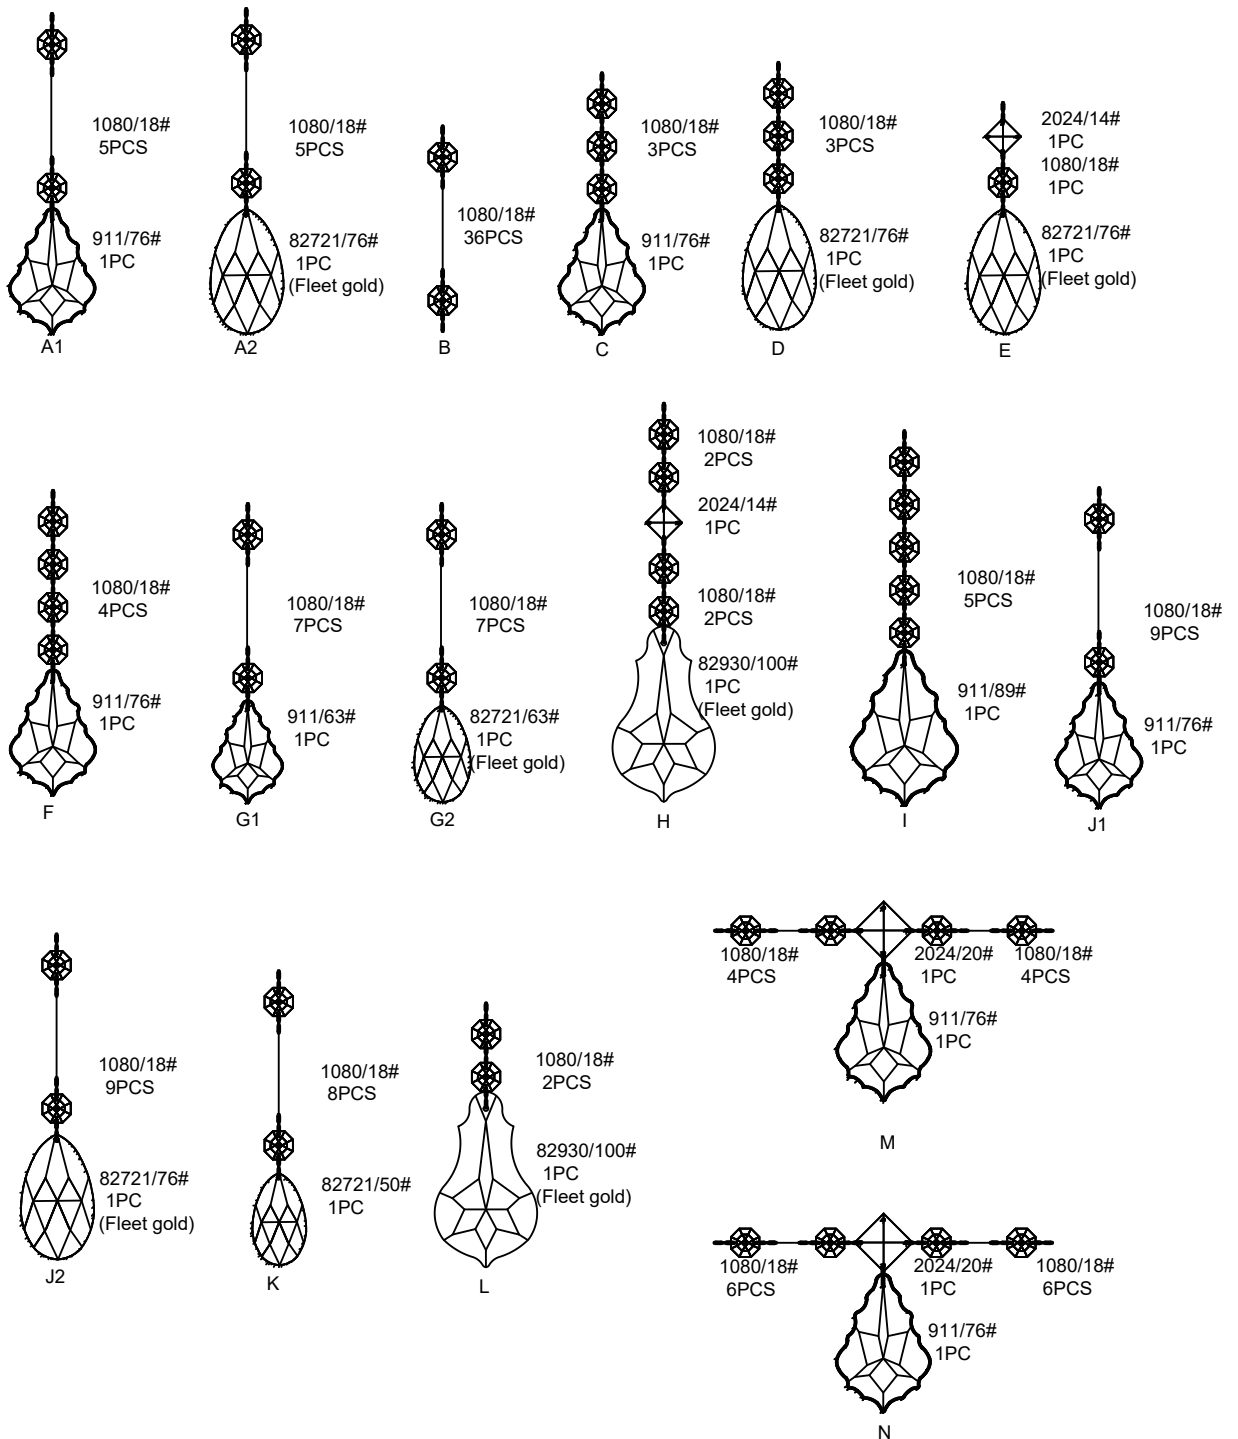 1080/18#
5PCS
911/76#
1PC
A1
1080/18#
5PCS
82721/76#
1PC
(Fleet gold)
A2
1080/18#
36PCS
B
1080/18#
3PCS
911/76#
1PC
C
1080/18#
3PCS
82721/76#
1PC
(Fleet gold)
D
2024/14#
1PC
1080/18#
1PC
82721/76#
1PC
(Fleet gold)
E
1080/18#
4PCS
911/76#
1PC
F
1080/18#
7PCS
911/63#
1PC
G1
1080/18#
7PCS
82721/63#
1PC
(Fleet gold)
G2
1080/18#
2PCS
2024/14#
1PC
1080/18#
2PCS
82930/100#
1PC
(Fleet gold)
H
1080/18#
5PCS
911/89#
1PC
I
1080/18#
9PCS
911/76#
1PC
J1
1080/18#
9PCS
82721/76#
1PC
(Fleet gold)
J2
1080/18#
8PCS
82721/50#
1PC
K
1080/18#
2PCS
82930/100#
1PC
(Fleet gold)
L
1080/18#
4PCS
2024/20#
1PC
1080/18#
4PCS
911/76#
1PC
M
1080/18#
6PCS
2024/20#
1PC
1080/18#
6PCS
911/76#
1PC
N